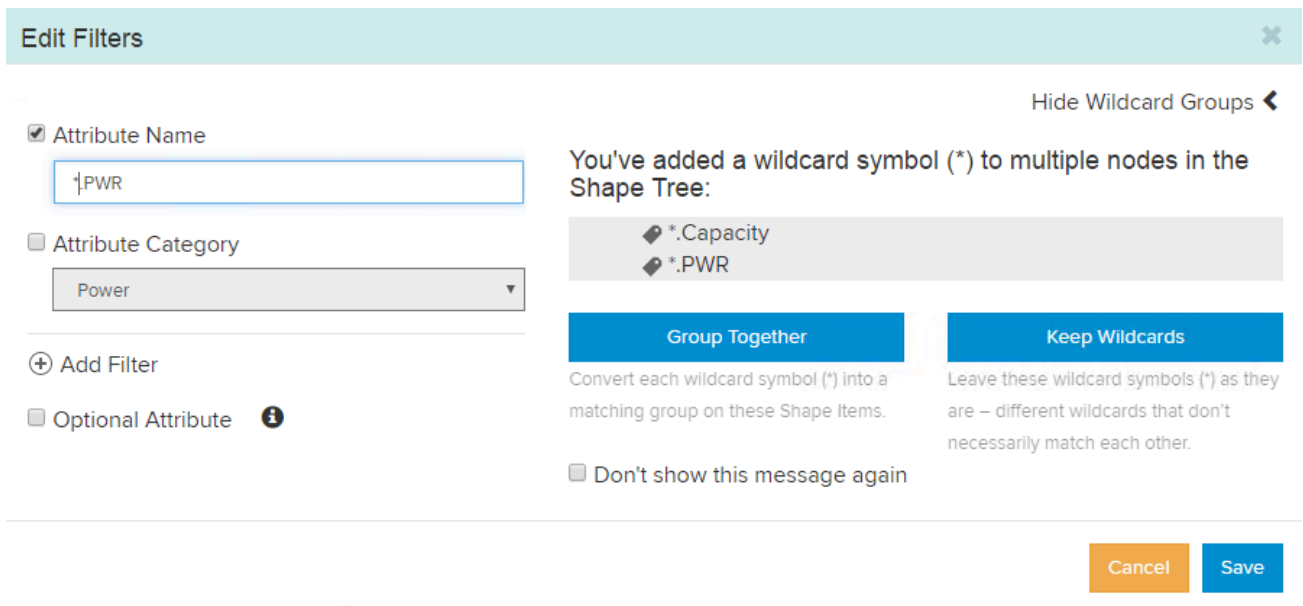 Edit Filters
Hide Wildcard Groups
Attribute Name
*.PWR
Attribute Category
Power
Add Filter
Optional Attribute
You've added a wildcard symbol (*) to multiple nodes in the
Shape Tree:
*.Capacity
*.PWR
Group Together
Convert each wildcard symbol (*) into a
matching group on these Shape Items.
Keep Wildcards
Leave these wildcard symbols (*) as they
are – different wildcards that don't
necessarily match each other.
Don't show this message again
Cancel
Save